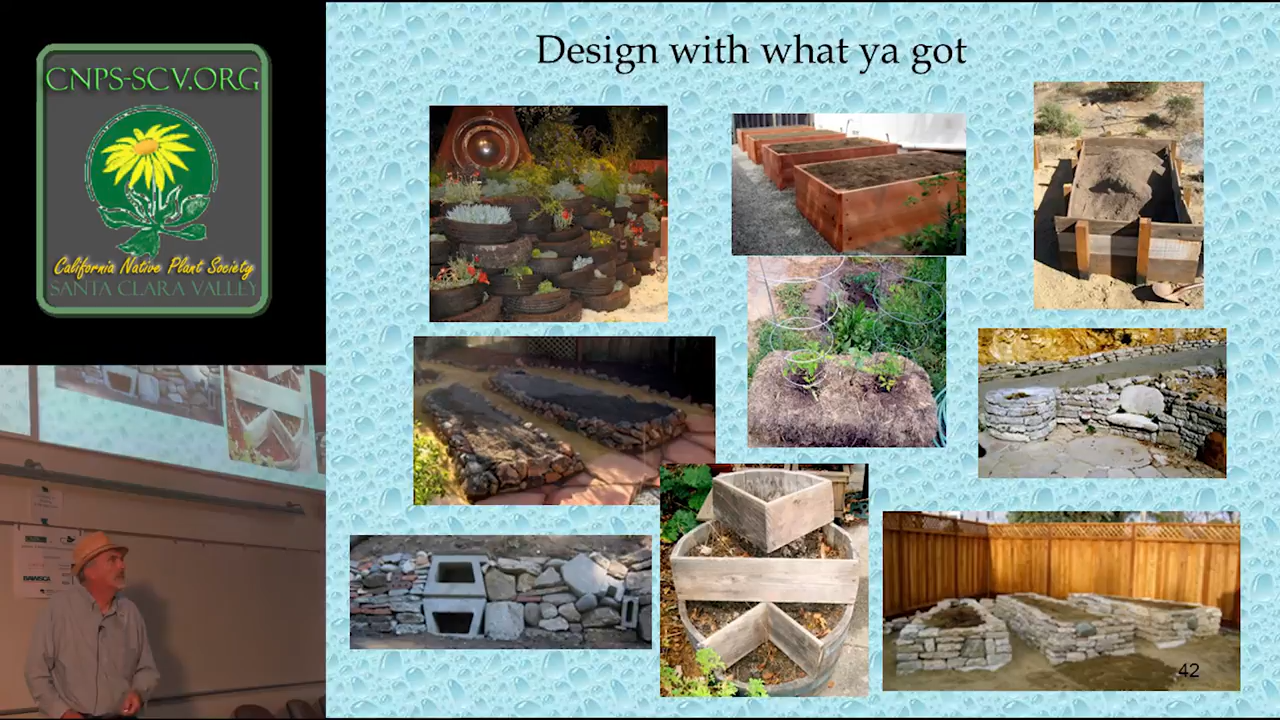 CNPS-SCV.ORG
California Native Plant Society
SANTA CLARA VALLEY
Design with what ya got
42